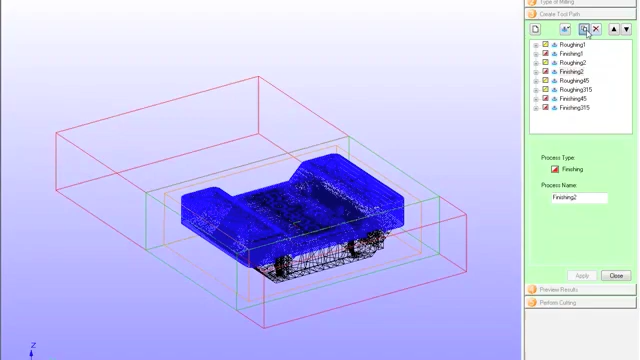 Type of Milling
Create Tool Path
Roughing1
Finishing1
Roughing2
Finishing2
Roughing45
Roughing315
Finishing45
Finishing315
Process Type
Finishing
Process Name
Finishing2
Apply
Close
Preview Results
Perform Cutting
Z